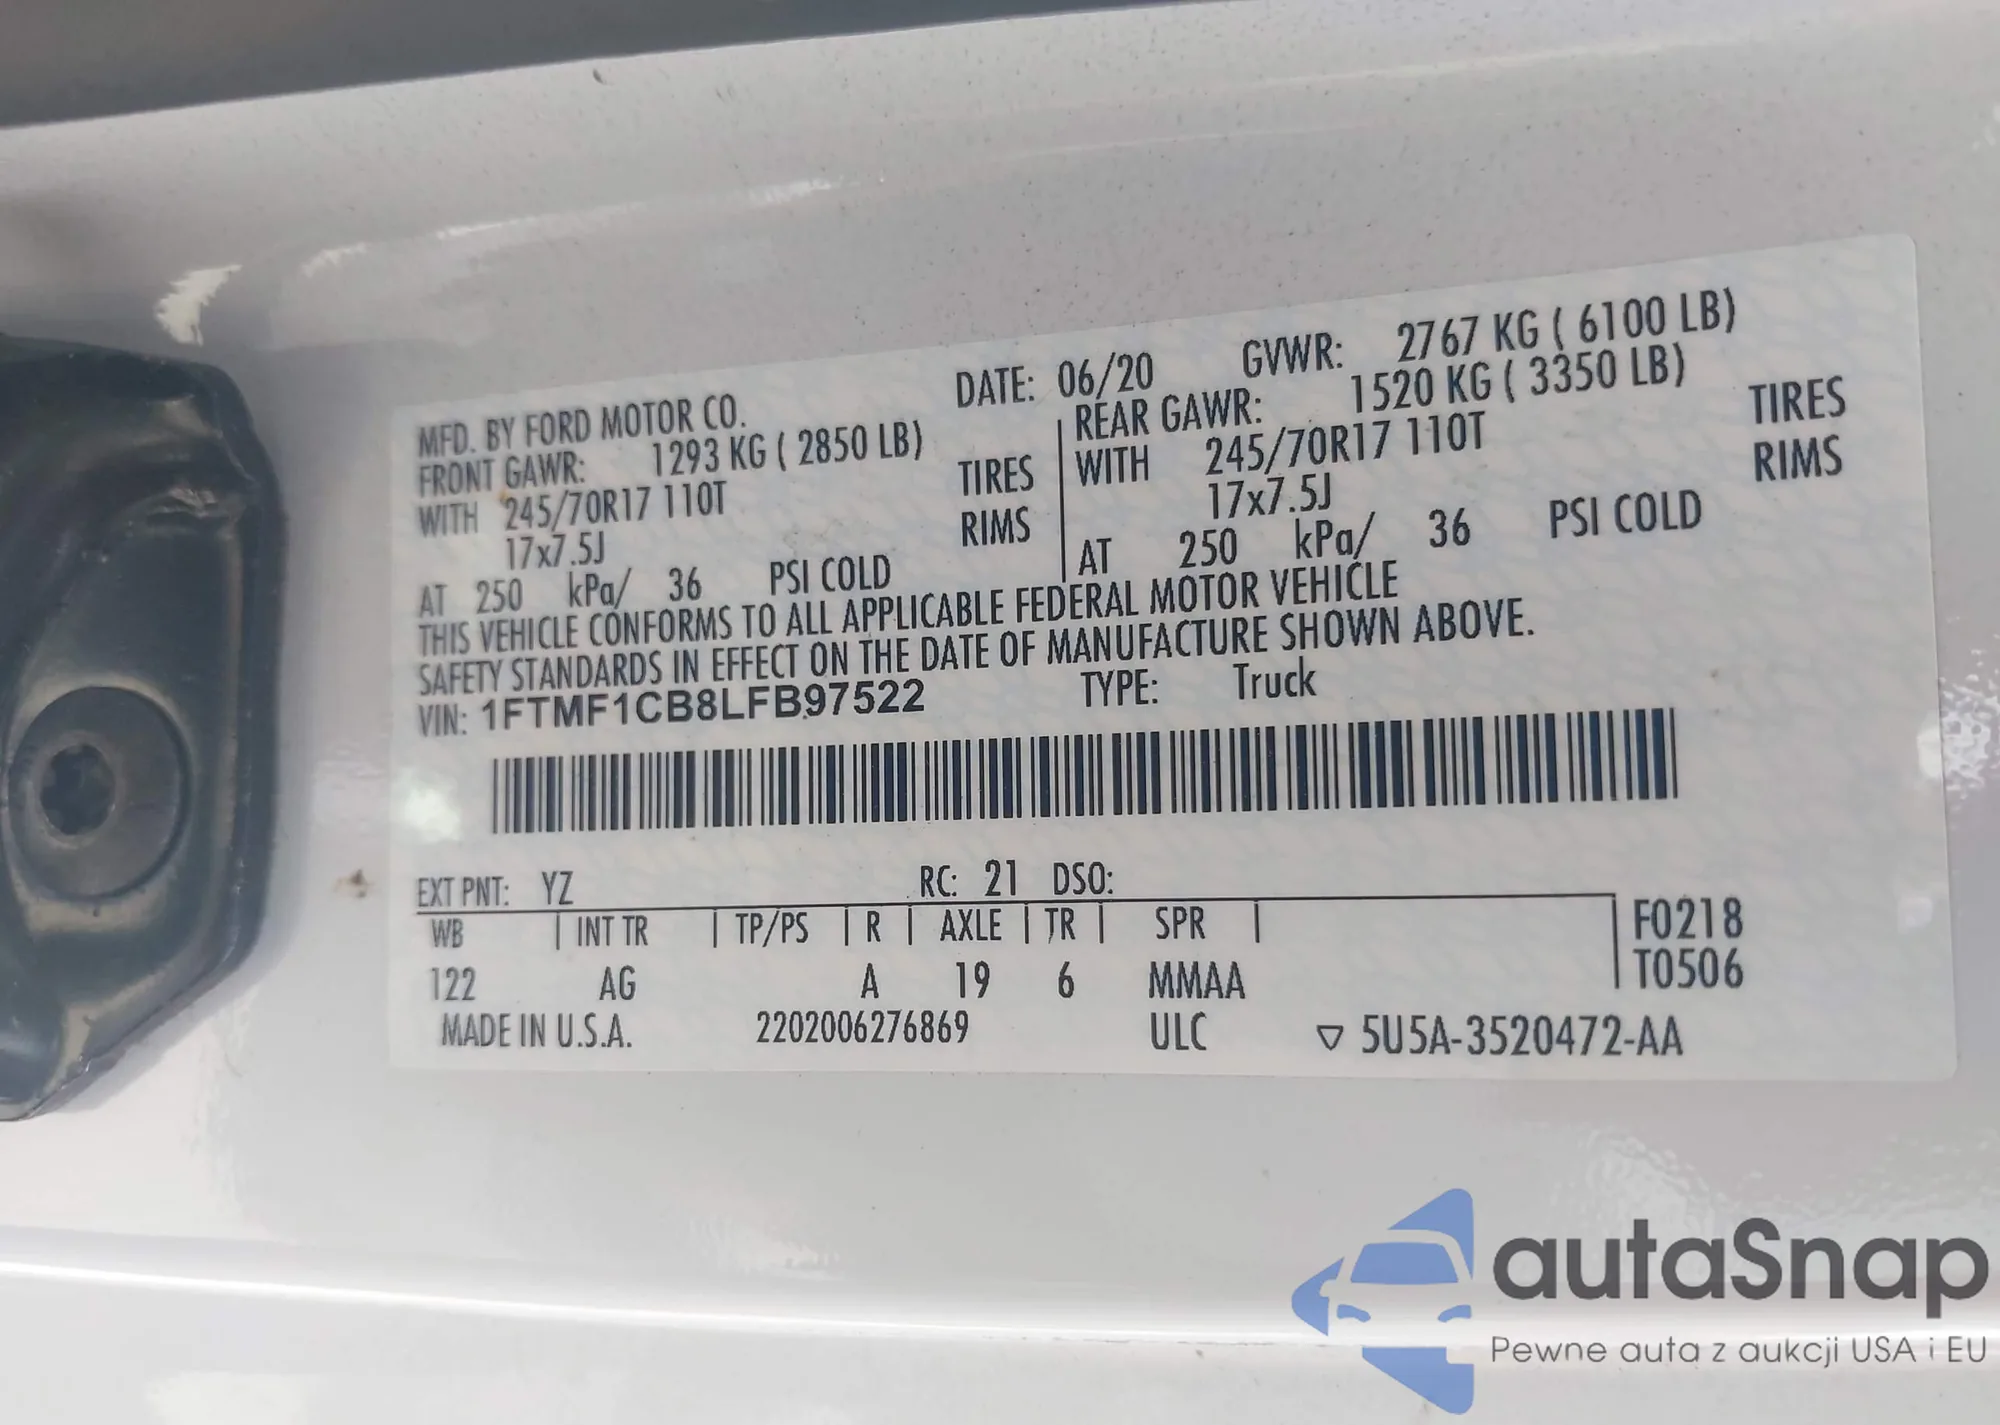 MFD. BY FORD MOTOR CO. DATE: 06/20 GVWR: 2767 KG ( 6100 LB)
FRONT GAWR: 1293 KG ( 2850 LB) REAR GAWR: 1520 KG ( 3350 LB)
WITH 245/70R17 110T TIRES WITH 245/70R17 110T TIRES
17x7.5J RIMS 17x7.5J RIMS
AT 250 kPa/ 36 PSI COLD AT 250 kPa/ 36 PSI COLD
THIS VEHICLE CONFORMS TO ALL APPLICABLE FEDERAL MOTOR VEHICLE
SAFETY STANDARDS IN EFFECT ON THE DATE OF MANUFACTURE SHOWN ABOVE.
VIN: 1FTMF1CB8LFB97522 TYPE: Truck
EXT PNT: YZ RC: 21 DSO:
WB | INT TR | TP/PS | R | AXLE | TR | SPR | F0218
122 AG A 19 6 MMAA T0506
MADE IN U.S.A. 2202006276869 ULC ▽ 5U5A-3520472-AA
autaSnap
Pewne auta z aukcji USA i EU